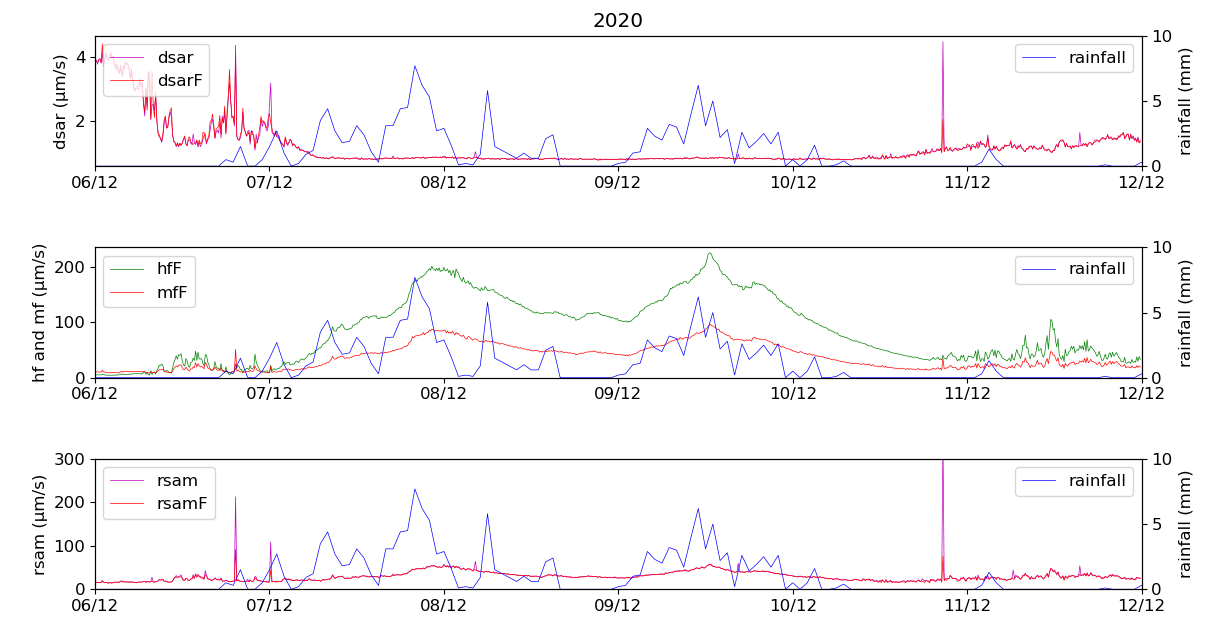 2020
dsar (μm/s)
4
2
dsar
dsarF
rainfall
10
5
0
rainfall (mm)
06/12 07/12 08/12 09/12 10/12 11/12 12/12
hf and mf (μm/s)
200
100
0
hfF
mfF
rainfall
10
5
0
rainfall (mm)
06/12 07/12 08/12 09/12 10/12 11/12 12/12
rsam (μm/s)
300
200
100
0
rsam
rsamF
rainfall
10
5
0
rainfall (mm)
06/12 07/12 08/12 09/12 10/12 11/12 12/12